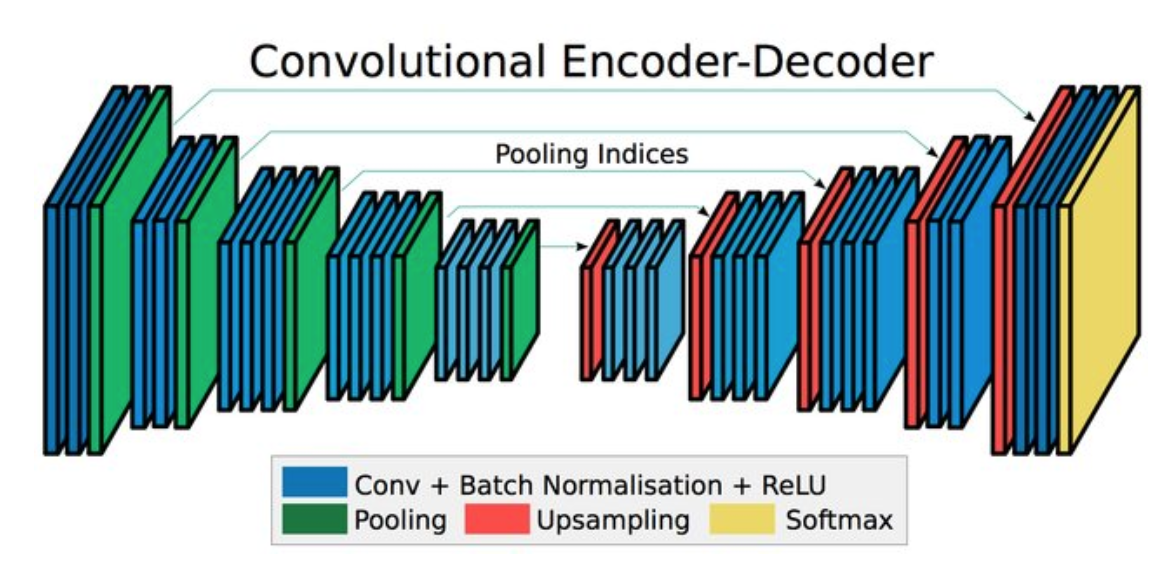 Convolutional Encoder-Decoder
Pooling Indices
Conv + Batch Normalisation + ReLU
Pooling Upsampling Softmax